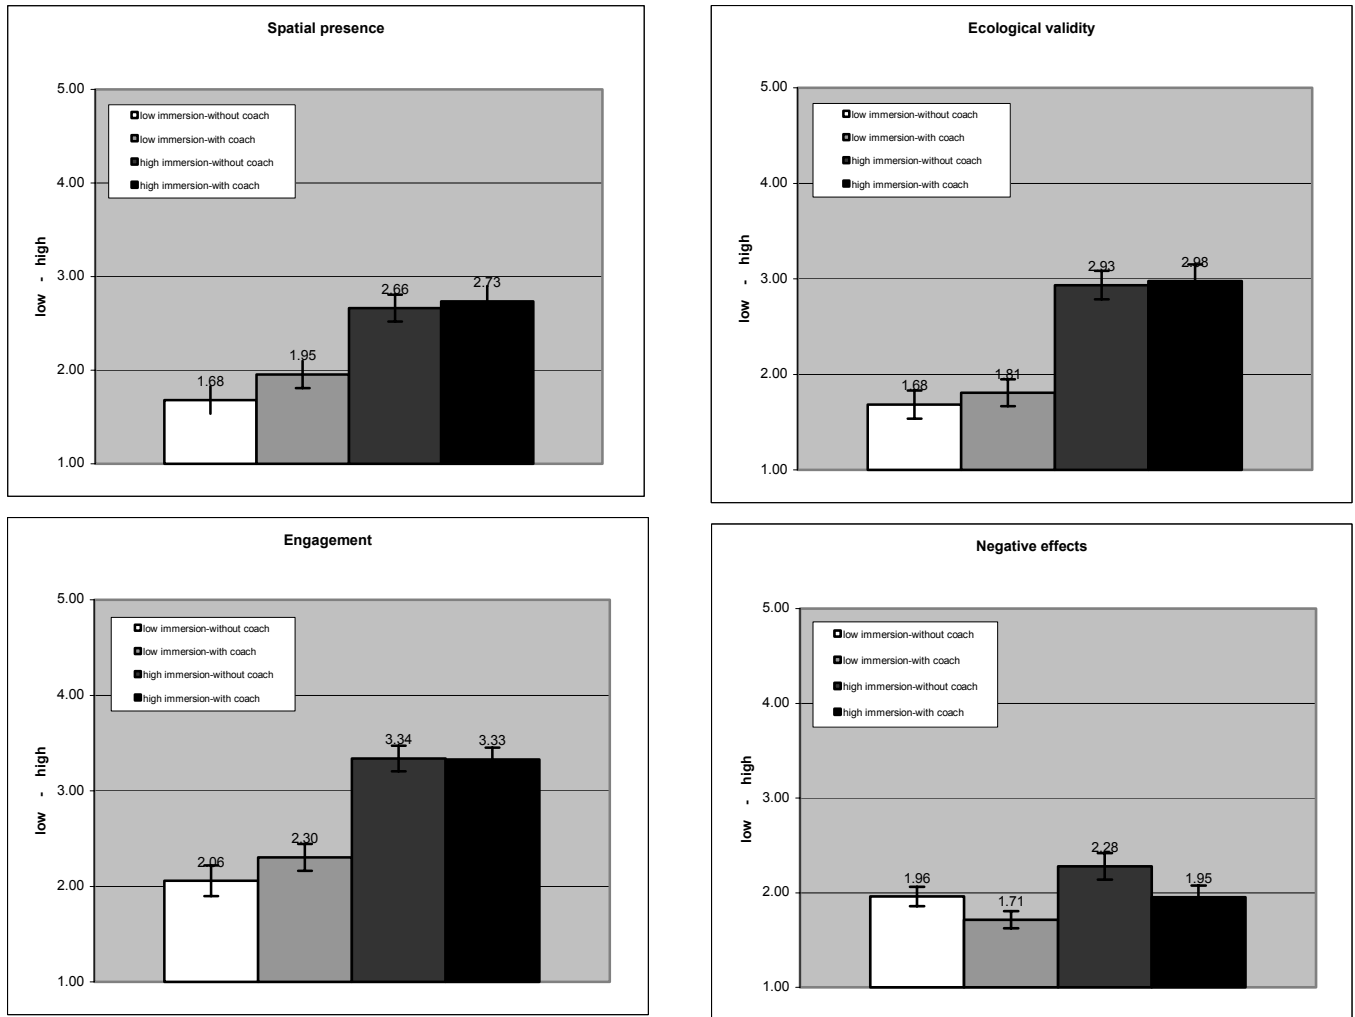 Spatial presence
5.00
low immersion-without coach
low immersion-with coach
4.00
high immersion-without coach
high immersion-with coach
3.00
low - high
2.66
2.73
2.00
1.95
1.68
1.00
Ecological validity
5.00
low immersion-without coach
low immersion-with coach
high immersion-without coach
4.00
high immersion-with coach
3.00
low - high
2.93
2.98
2.00
1.68
1.81
1.00
Engagement
5.00
low immersion-without coach
low immersion-with coach
high immersion-without coach
4.00
high immersion-with coach
3.34
3.33
3.00
low - high
2.30
2.06
2.00
1.00
Negative effects
5.00
low immersion-without coach
low immersion-with coach
high immersion-without coach
4.00
high immersion-with coach
3.00
low - high
2.28
2.00
1.96
1.71
1.95
1.00